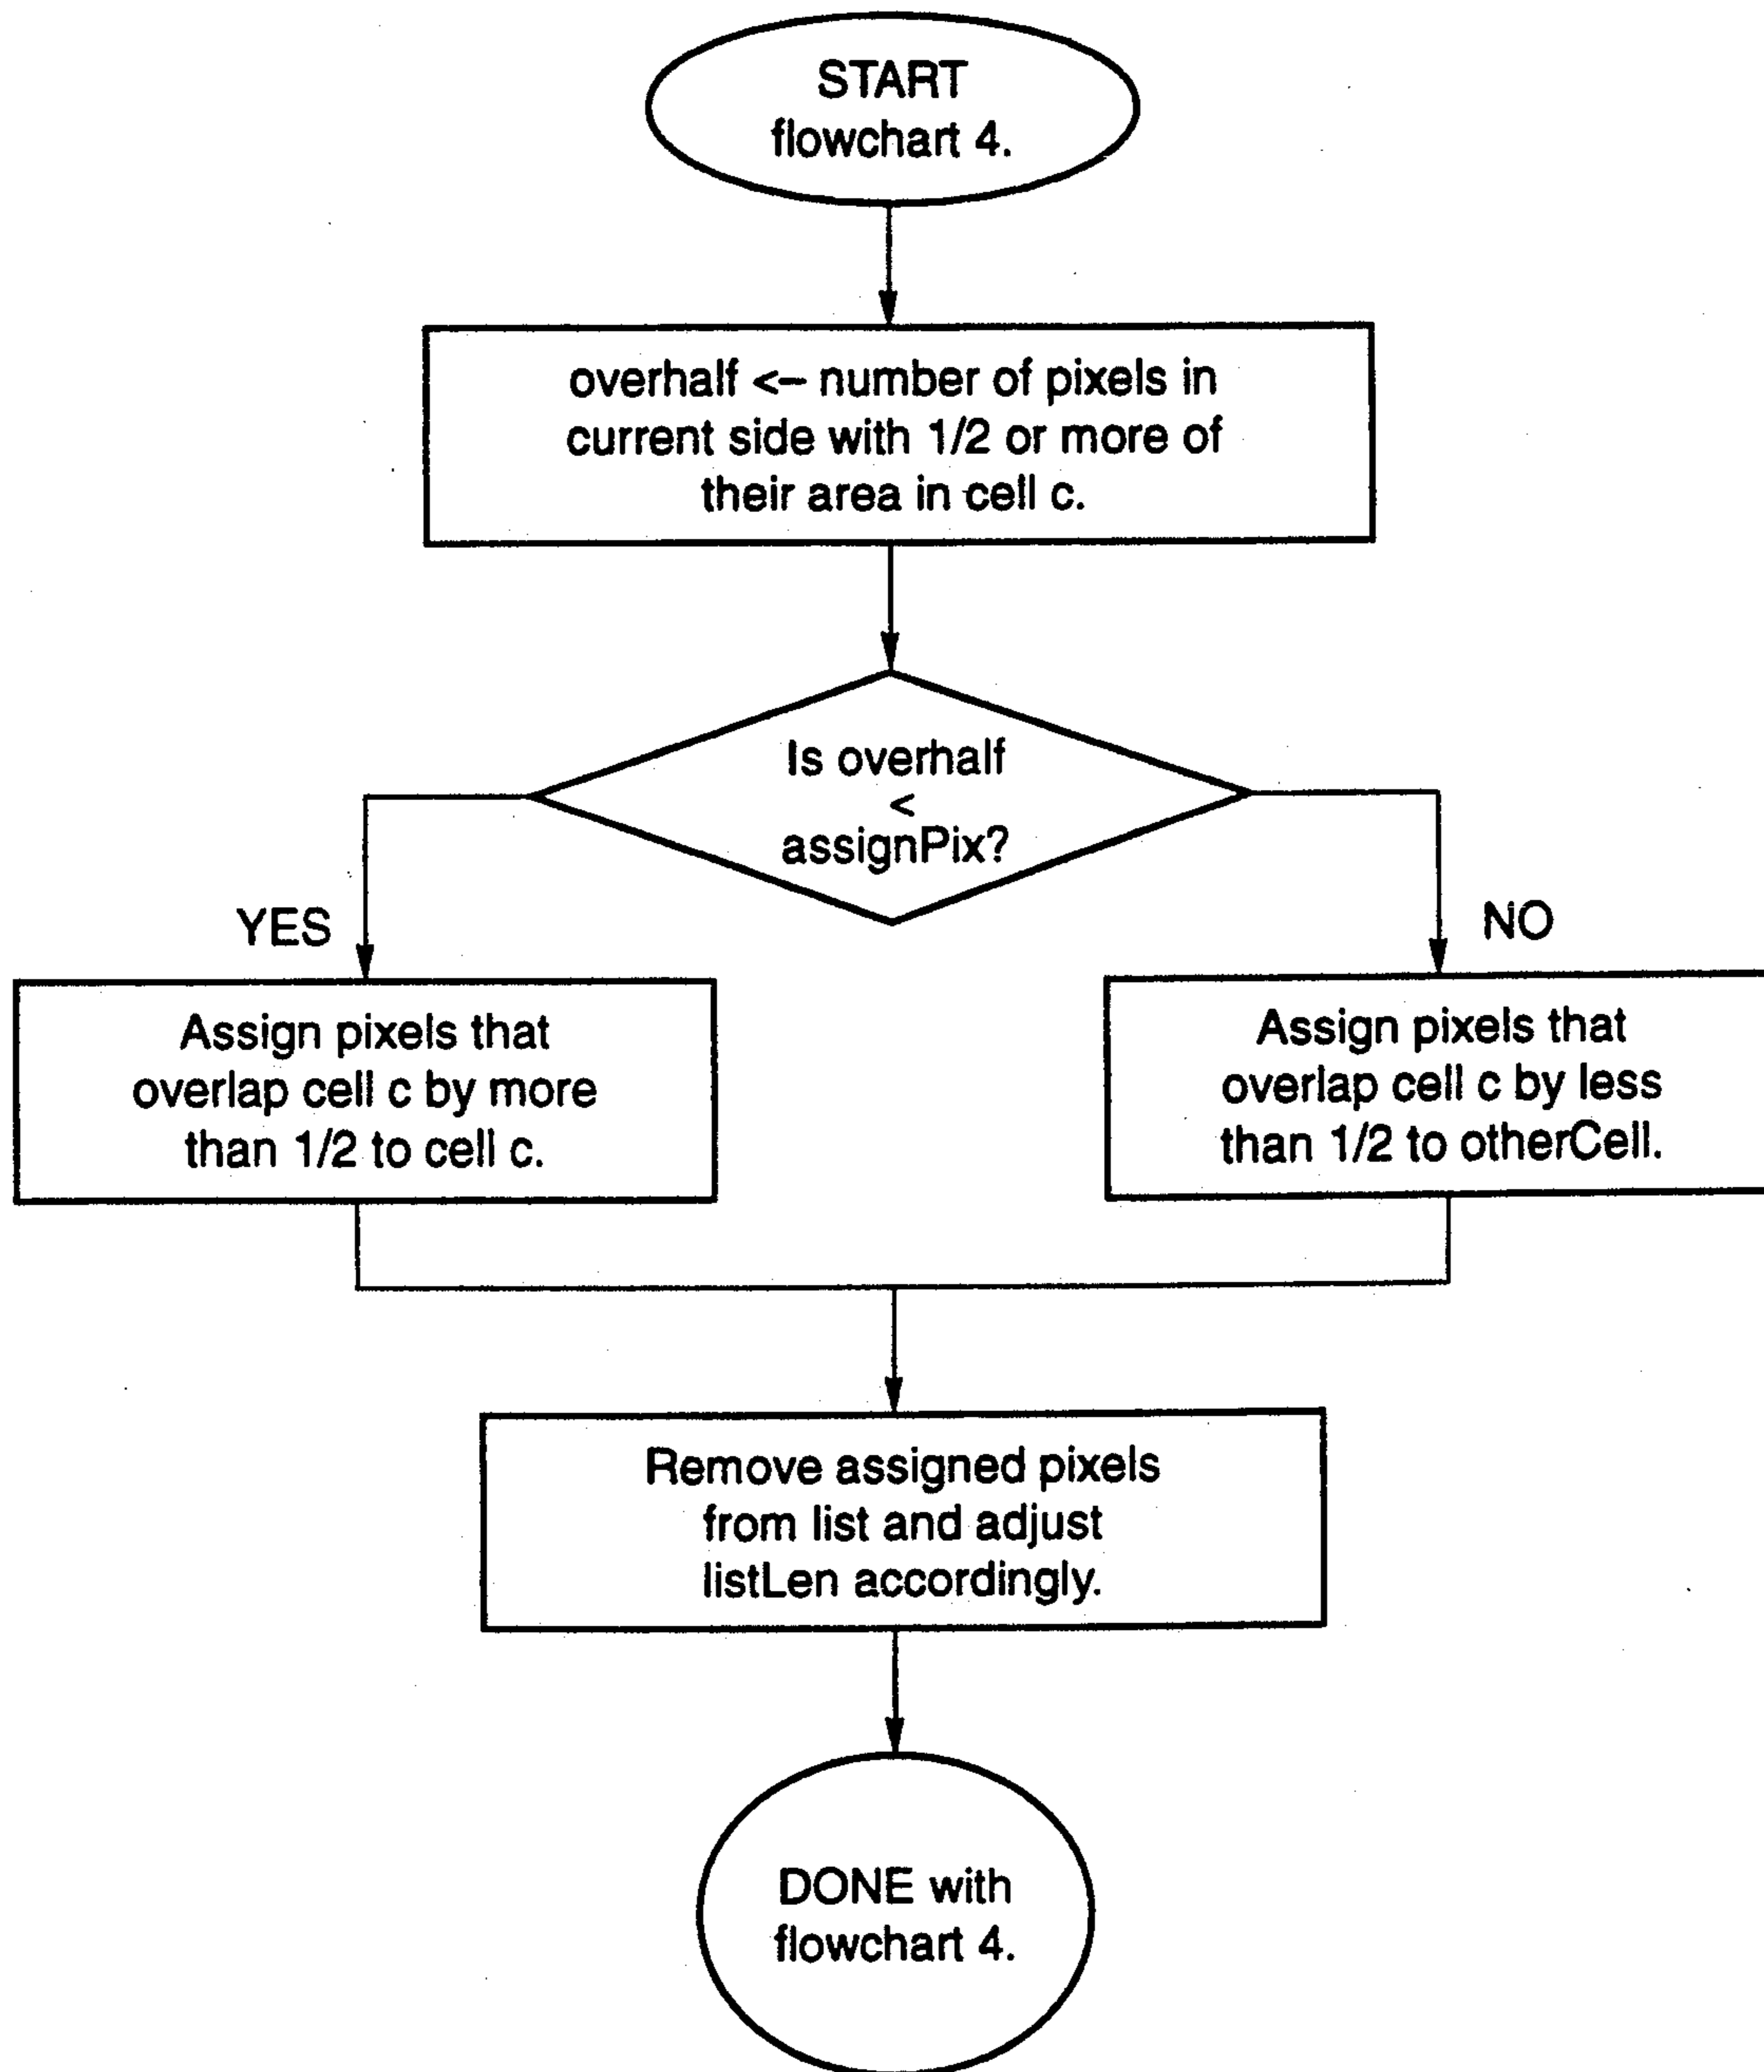 START
flowchart 4.
overhalf <– number of pixels in
current side with 1/2 or more of
their area in cell c.
Is overhalf
<
assignPix?
YES
NO
Assign pixels that
overlap cell c by more
than 1/2 to cell c.
Assign pixels that
overlap cell c by less
than 1/2 to otherCell.
Remove assigned pixels
from list and adjust
listLen accordingly.
DONE with
flowchart 4.